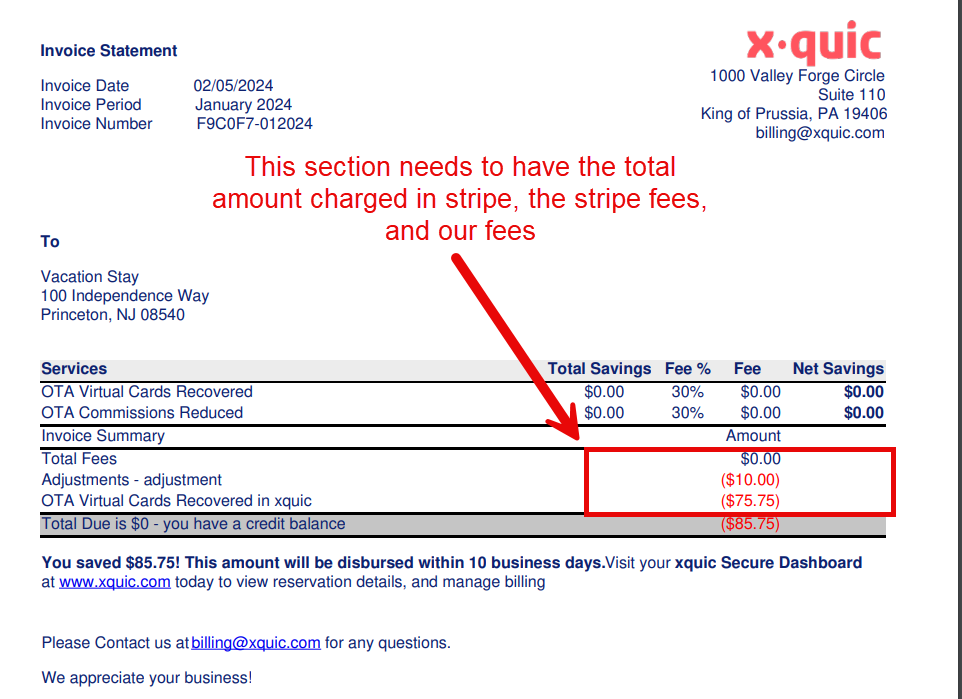 x·quic
Invoice Statement
1000 Valley Forge Circle
Suite 110
King of Prussia, PA 19406
billing@xquic.com
Invoice Date 02/05/2024
Invoice Period January 2024
Invoice Number F9C0F7-012024
This section needs to have the total
amount charged in stripe, the stripe fees,
and our fees
To
Vacation Stay
100 Independence Way
Princeton, NJ 08540
Services Total Savings Fee % Fee Net Savings
OTA Virtual Cards Recovered $0.00 30% $0.00 $0.00
OTA Commissions Reduced $0.00 30% $0.00 $0.00
Invoice Summary Amount
Total Fees $0.00
Adjustments - adjustment ($10.00)
OTA Virtual Cards Recovered in xquic ($75.75)
Total Due is $0 - you have a credit balance ($85.75)
You saved $85.75! This amount will be disbursed within 10 business days.Visit your xquic Secure Dashboard
at www.xquic.com today to view reservation details, and manage billing
Please Contact us at billing@xquic.com for any questions.
We appreciate your business!